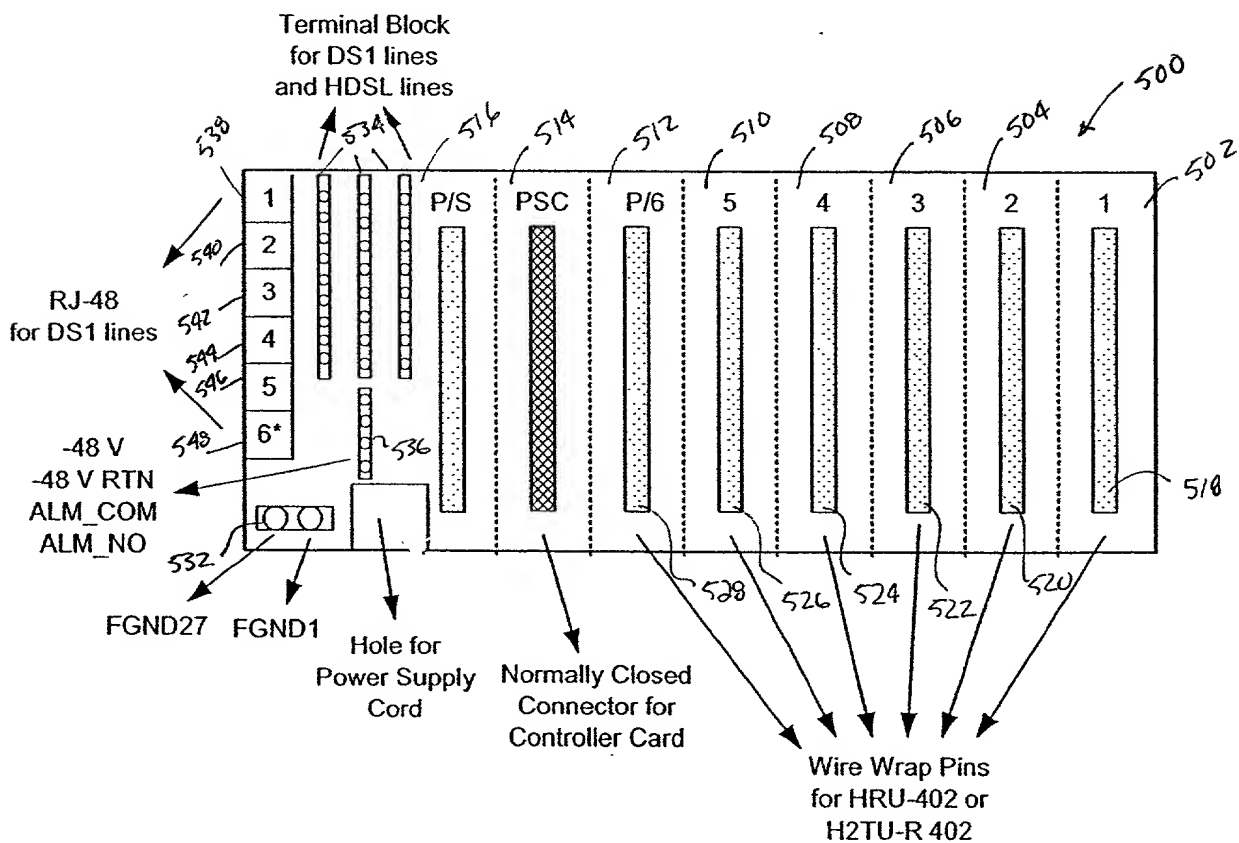 Terminal Block
for DS1 lines
and HDSL lines
500
538
534
516
514
512
510
508
506
504
502
1
P/S
PSC
P/6
5
4
3
2
1
540
2
RJ-48
for DS1 lines
542
3
544
4
546
5
548
6*
536
518
-48 V
-48 V RTN
ALM_COM
ALM_NO
532
528
526
524
522
520
FGND27
FGND1
Hole for
Power Supply
Cord
Normally Closed
Connector for
Controller Card
Wire Wrap Pins
for HRU-402 or
H2TU-R 402